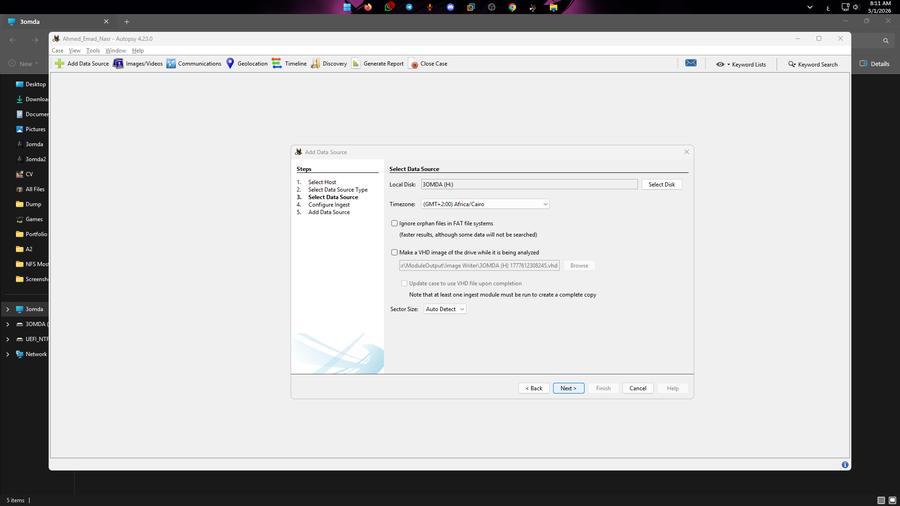 8:11 AM
5/1/2026
3omda
New
Details
Desktop
Downloa
Documen
Pictures
3omda
3omda2
CV
All Files
Dump
Games
Portfolio
A2
NFS Most
Screensh
3omda
3OMDA (H
UEFI_NTF
Network
5 items
Ahmed_Emad_Nasr - Autopsy 4.23.0
Case View Tools Window Help
Add Data Source Images/Videos Communications Geolocation Timeline Discovery Generate Report Close Case Keyword Lists Keyword Search
Add Data Source
Steps
1. Select Host
2. Select Data Source Type
3. Select Data Source
4. Configure Ingest
5. Add Data Source
Select Data Source
Local Disk: 3OMDA (H:) Select Disk
Timezone: (GMT+2:00) Africa/Cairo
Ignore orphan files in FAT file systems
(faster results, although some data will not be searched)
Make a VHD image of the drive while it is being analyzed
r\ModuleOutput\Image Writer\3OMDA (H) 1777612308245.vhd Browse
Update case to use VHD file upon completion
Note that at least one ingest module must be run to create a complete copy
Sector Size: Auto Detect
< Back Next > Finish Cancel Help